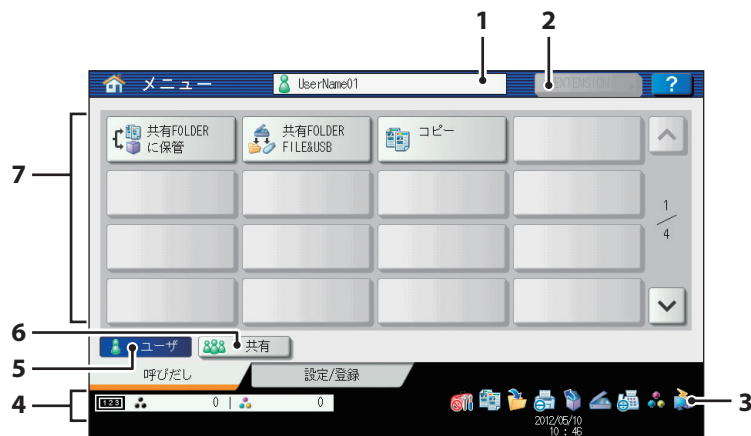 1
2
メニュー
UserName01
EXTENSION
?
共有FOLDER
に保管
共有FOLDER
FILE&USB
コピー
7
1
4
6
ユーザ
共有
5
呼びだし
設定/登録
4
123
0
0
3
2012/05/10
10 : 46